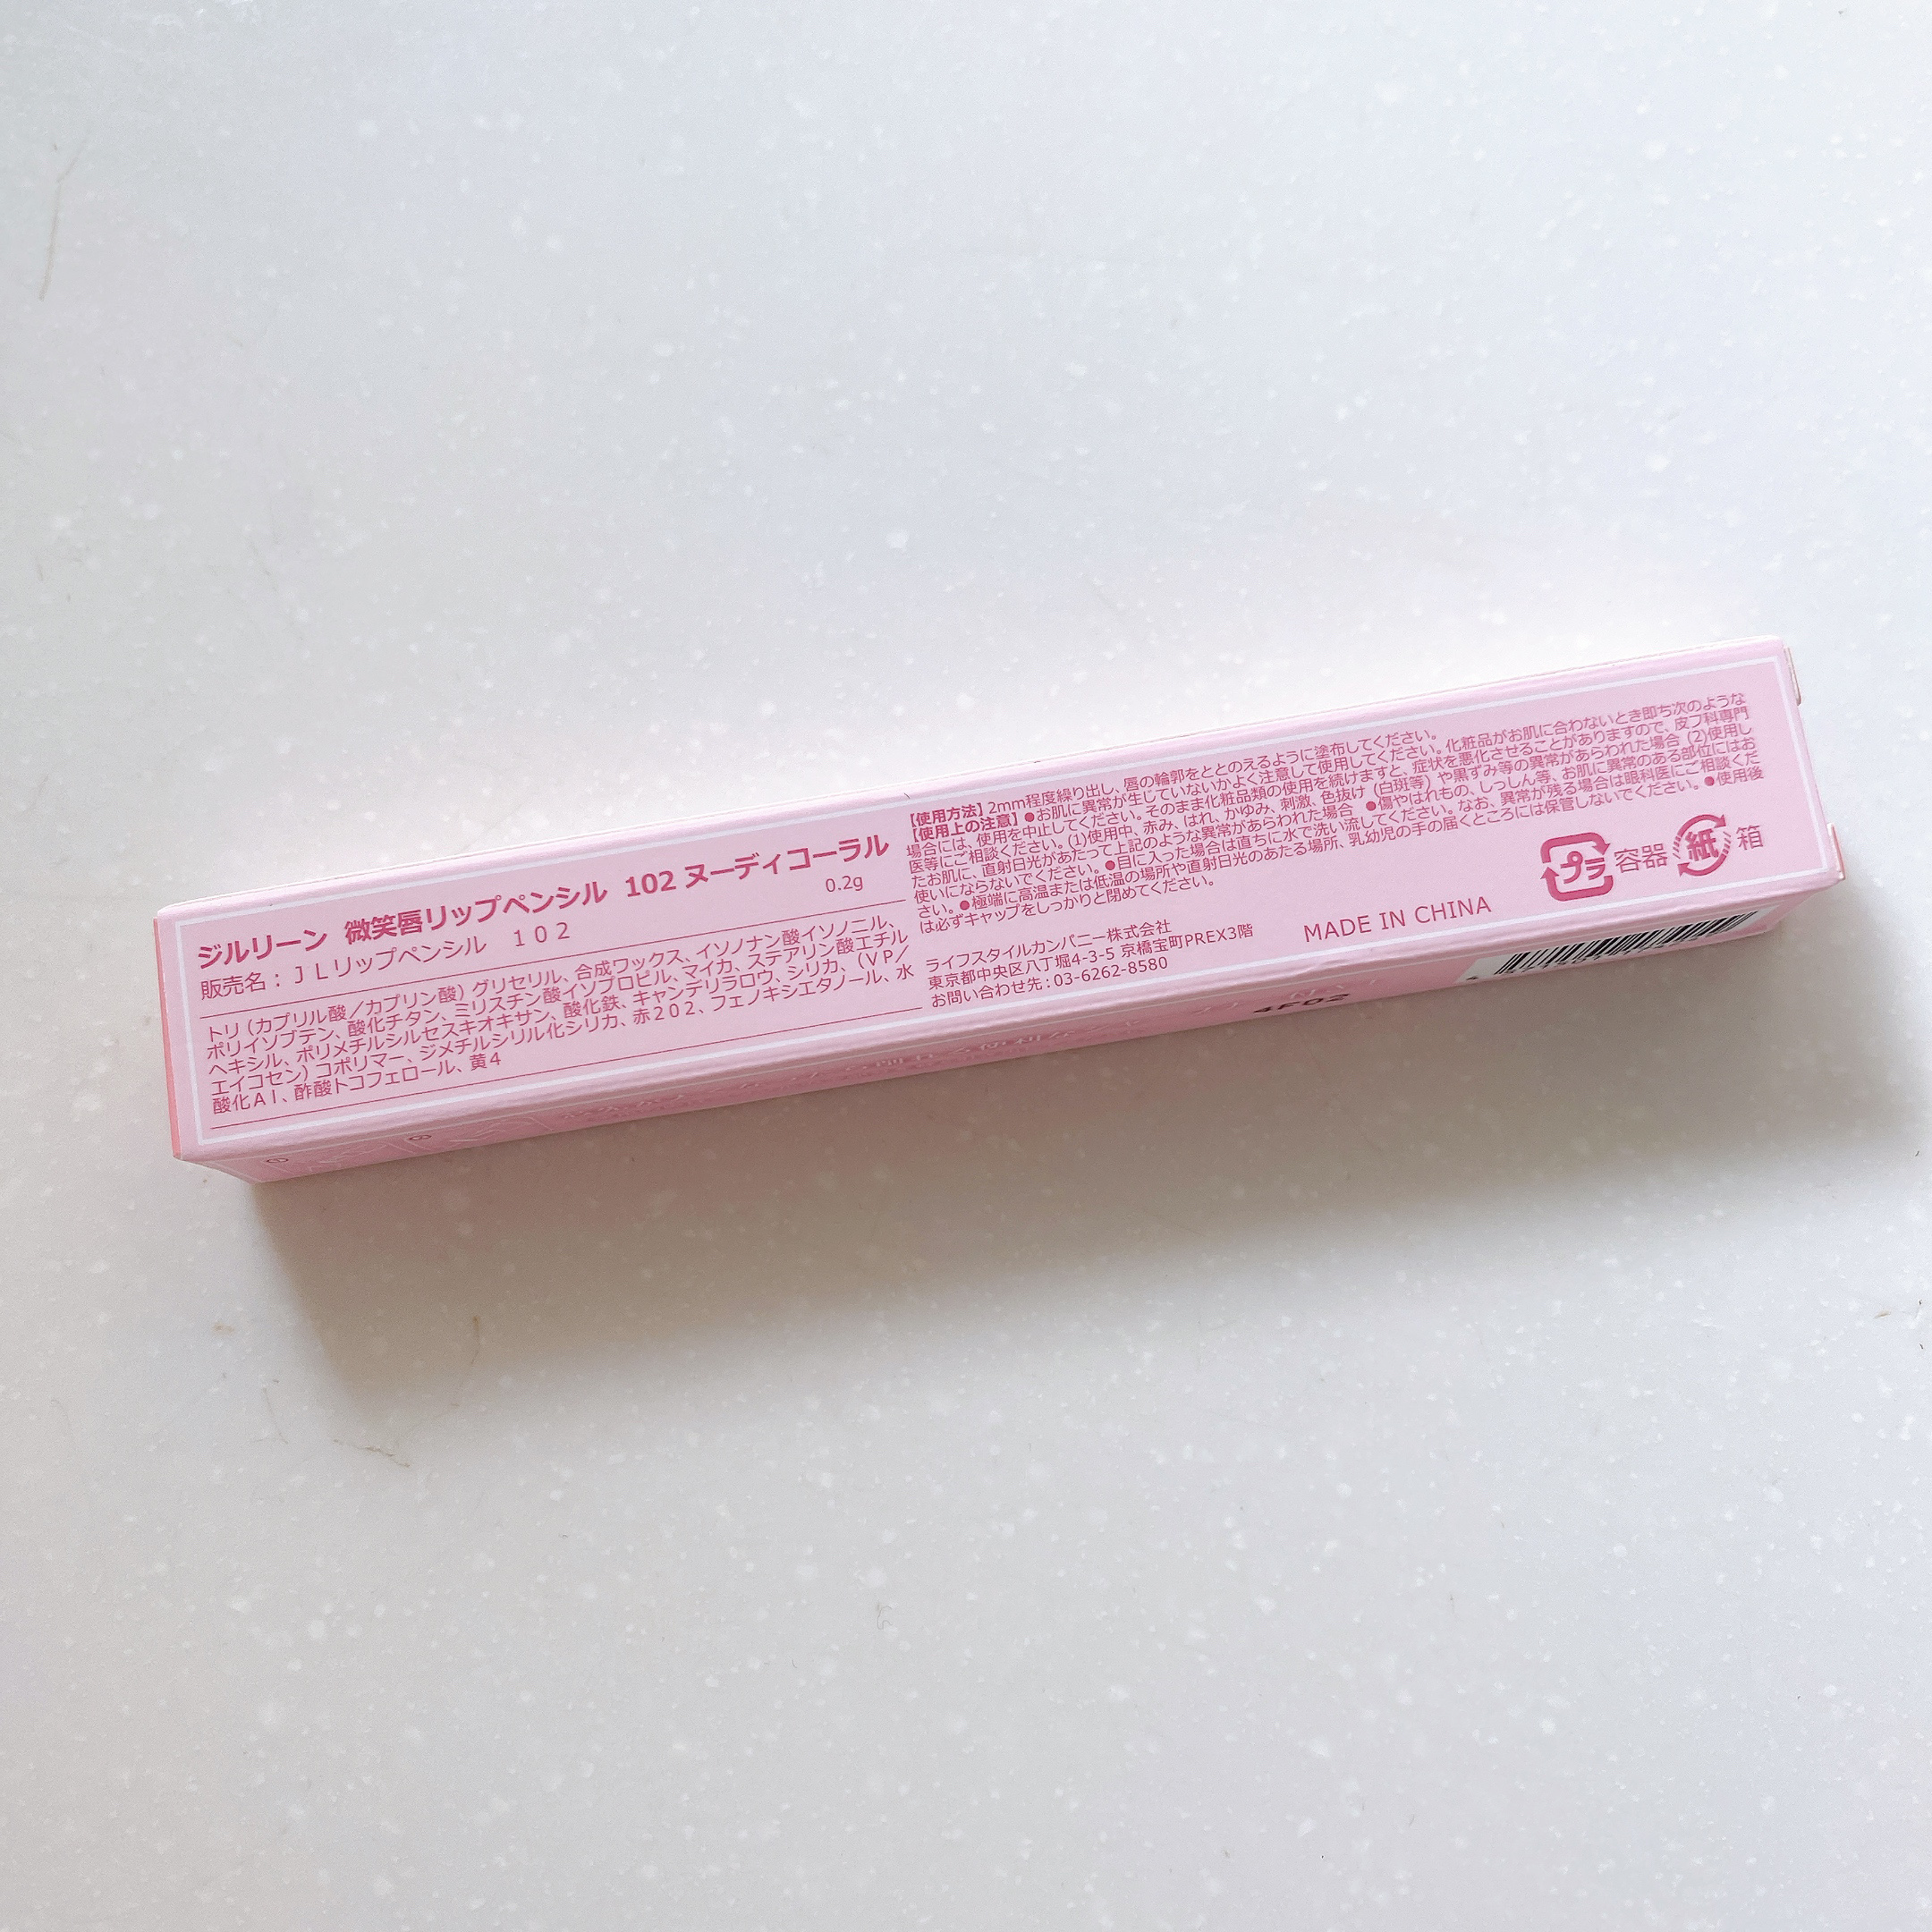 ジルリーン 微笑唇リップペンシル 102 ヌーディコーラル
販売名：ＪＬリップペンシル １０２
0.2g
トリ（カプリル酸／カプリン酸）グリセリル、合成ワックス、イソノナン酸イソノニル、
ポリイソブテン、酸化チタン、ミリスチン酸イソプロピル、マイカ、ステアリン酸エチル
ヘキシル、ポリメチルシルセスキオキサン、酸化鉄、キャンデリラロウ、シリカ、（ＶＰ／
エイコセン）コポリマー、ジメチルシリル化シリカ、赤２０２、フェノキシエタノール、水
酸化ＡＩ、酢酸トコフェロール、黄４
【使用方法】2mm程度繰り出し、唇の輪郭をととのえるように塗布してください。
【使用上の注意】●お肌に異常が生じていないかよく注意して使用してください。化粧品がお肌に合わないとき即ち次のような
場合には、使用を中止してください。そのまま化粧品類の使用を続けますと、症状を悪化させることがありますので、皮フ科専門
医等にご相談ください。(1)使用中、赤み、はれ、かゆみ、刺激、色抜け（白斑等）や黒ずみ等の異常があらわれた場合 (2)使用し
たお肌に、直射日光があたって上記のような異常があらわれた場合 ●傷やはれもの、しっしん等、お肌に異常のある部位にはお
使いにならないでください。●目に入った場合は直ちに水で洗い流してください。なお、異常が残る場合は眼科医にご相談くだ
さい。●極端に高温または低温の場所や直射日光のあたる場所、乳幼児の手の届くところには保管しないでください。●使用後
は必ずキャップをしっかりと閉めてください。
ライフスタイルカンパニー株式会社
東京都中央区八丁堀4-3-5 京橋宝町PREX3階
お問い合わせ先：03-6262-8580
MADE IN CHINA
プラ 容器 紙 箱
4F02